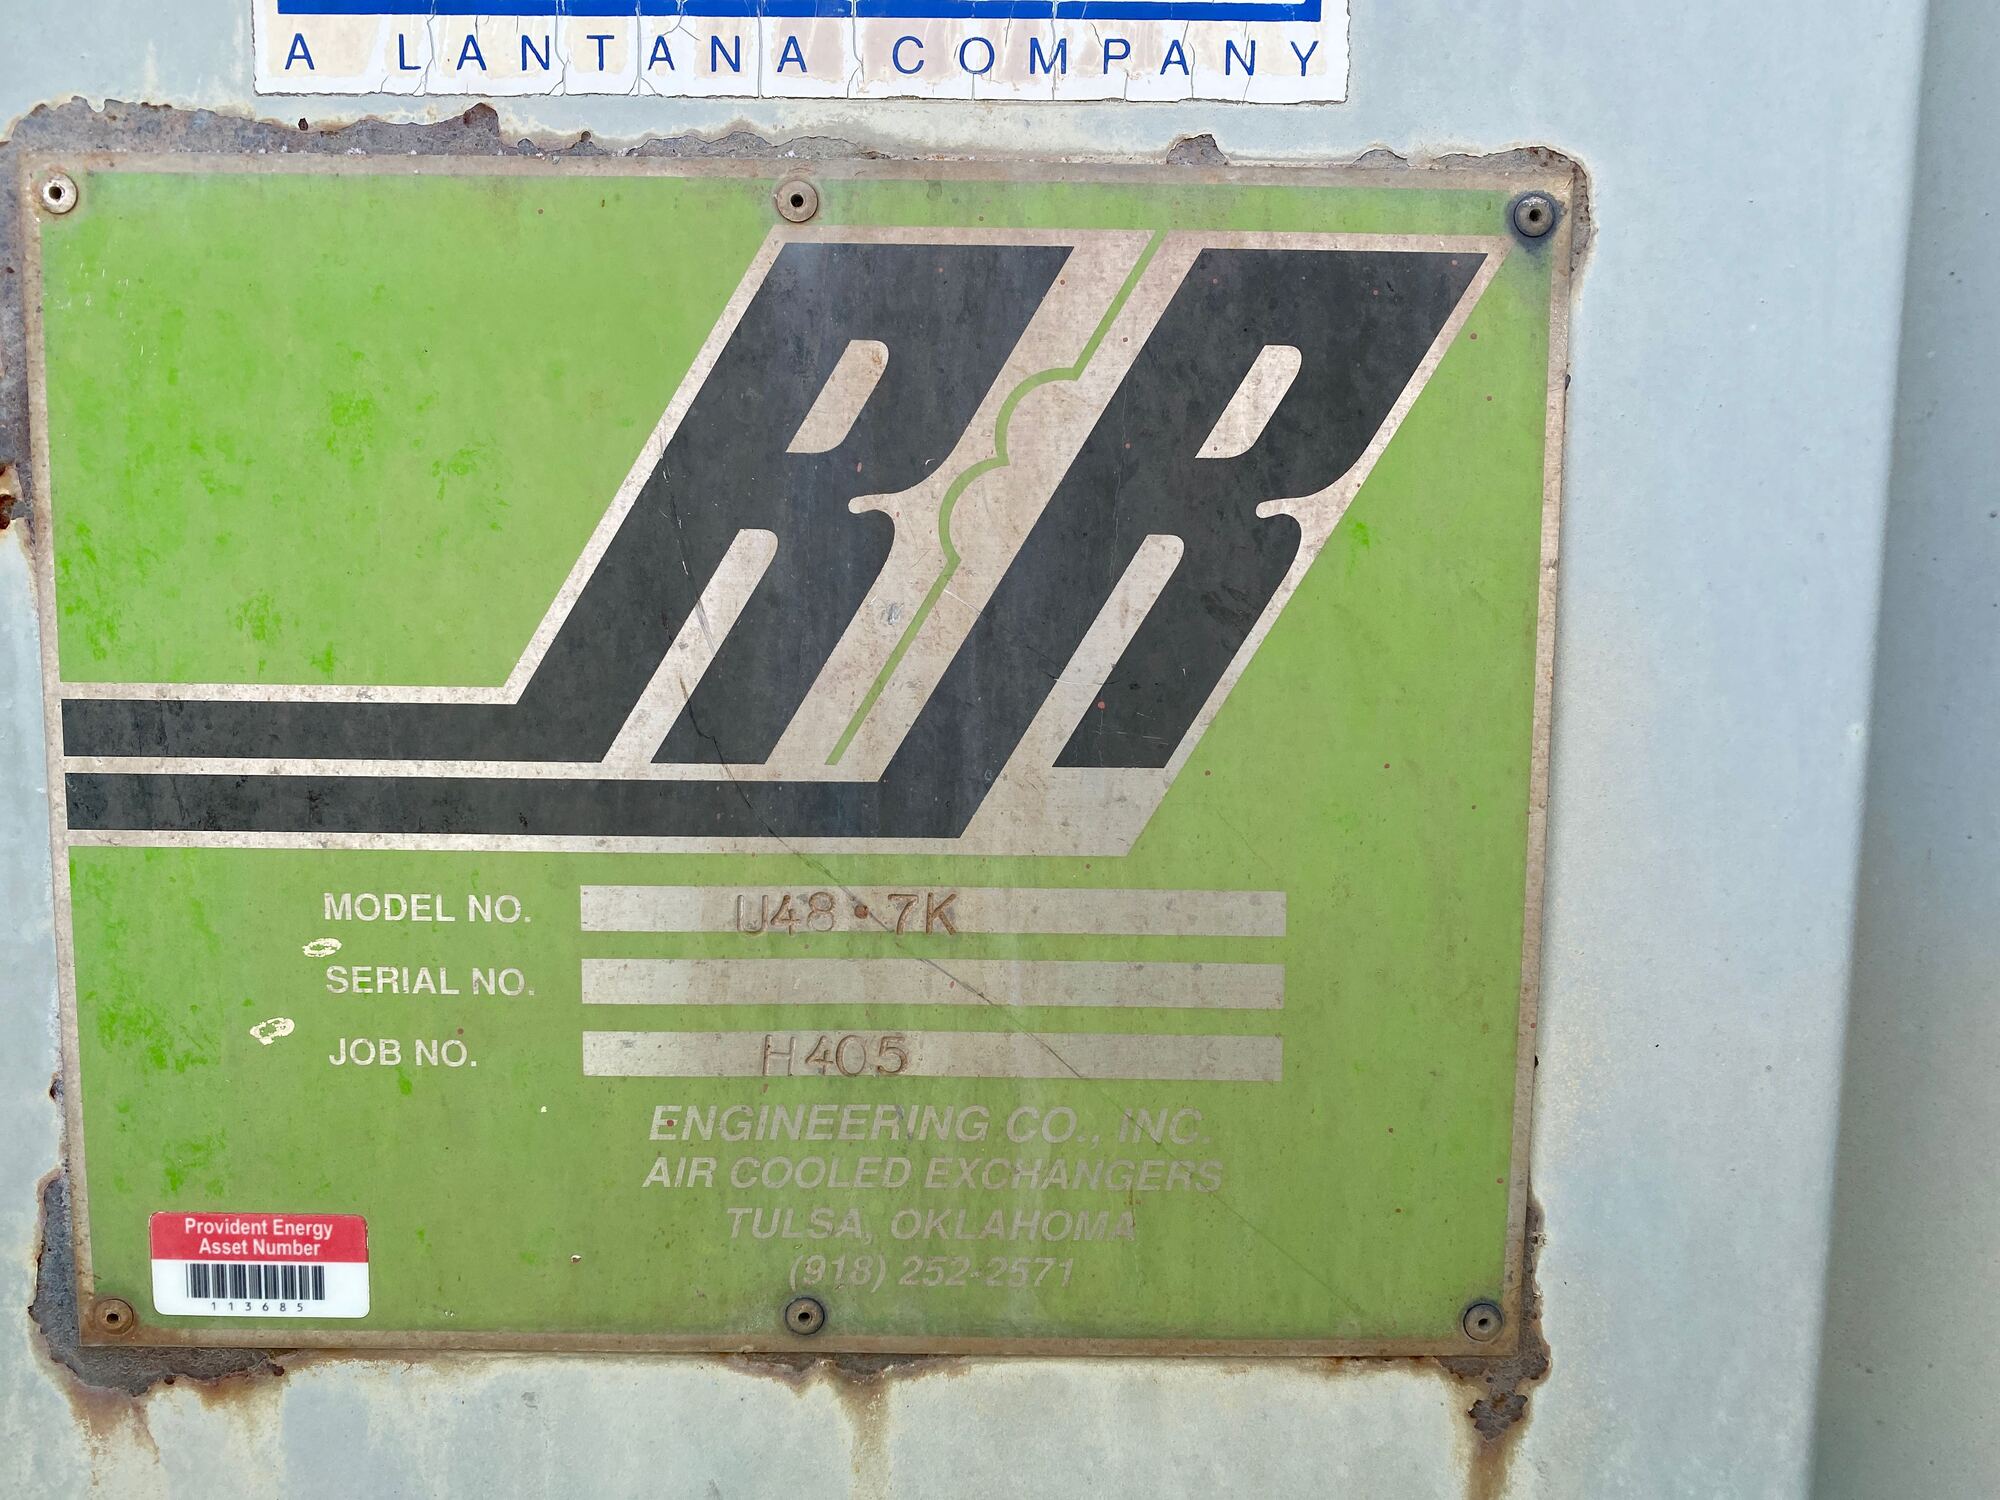 A LANTANA COMPANY
RR
MODEL NO. U48 • 7K
SERIAL NO.
JOB NO. H405
ENGINEERING CO., INC.
AIR COOLED EXCHANGERS
TULSA, OKLAHOMA
(918) 252-2571
Provident Energy
Asset Number
113685